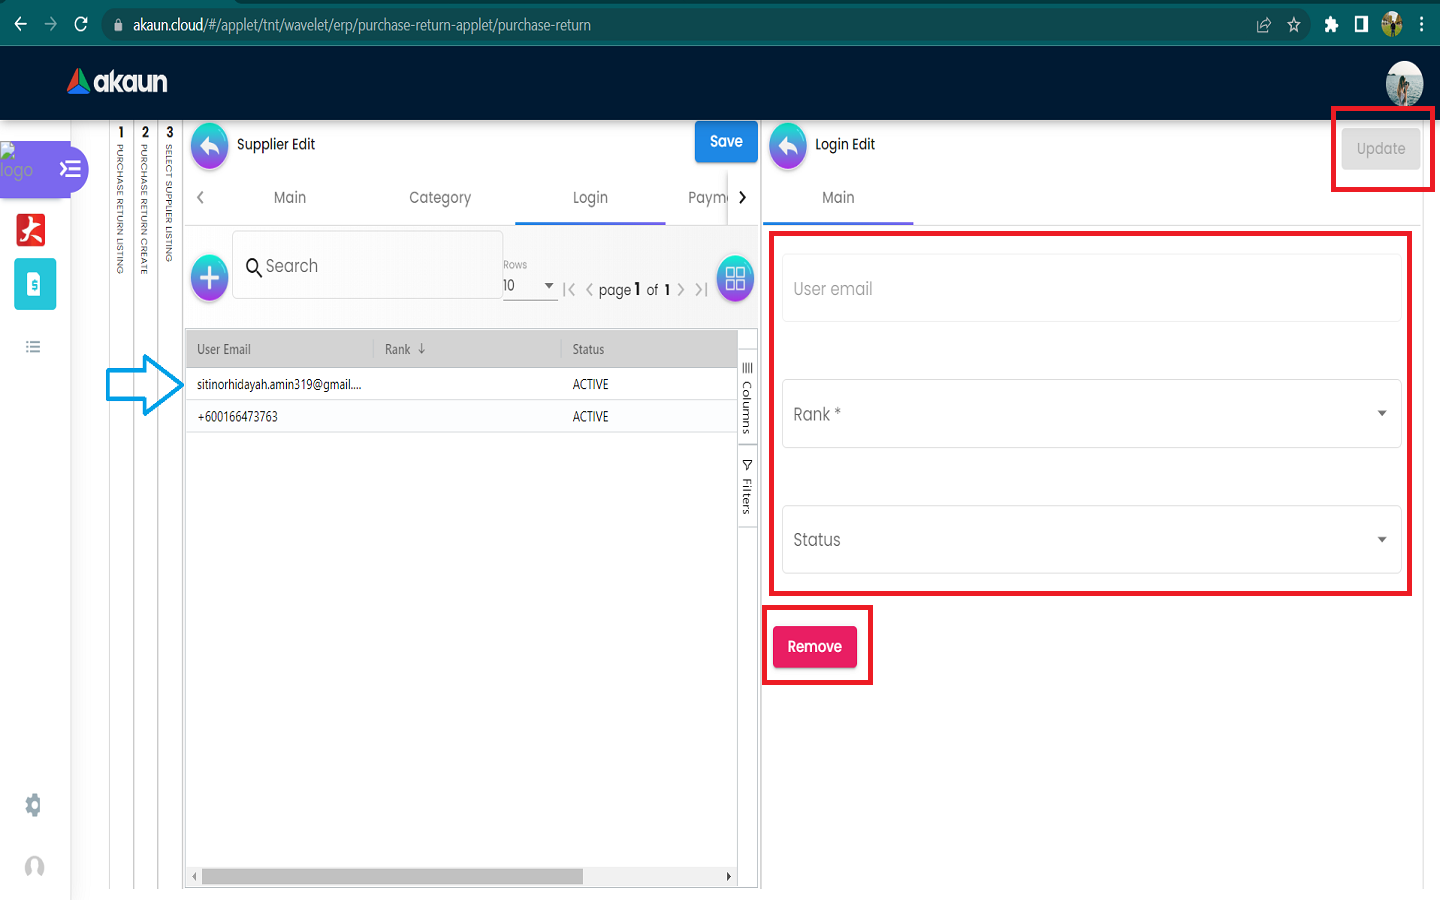 akaun.cloud/#/applet/tnt/wavelet/erp/purchase-return-applet/purchase-return
akaun
logo
1 PURCHASE RETURN LISTING
2 PURCHASE RETURN CREATE
3 SELECT SUPPLIER LISTING
Supplier Edit
Save
Main Category Login Payme
Search
Rows
10
page 1 of 1
User Email Rank ↓ Status
sitinorhidayah.amin319@gmail.... ACTIVE
+600166473763 ACTIVE
Columns
Filters
Login Edit
Update
Main
User email
Rank *
Status
Remove